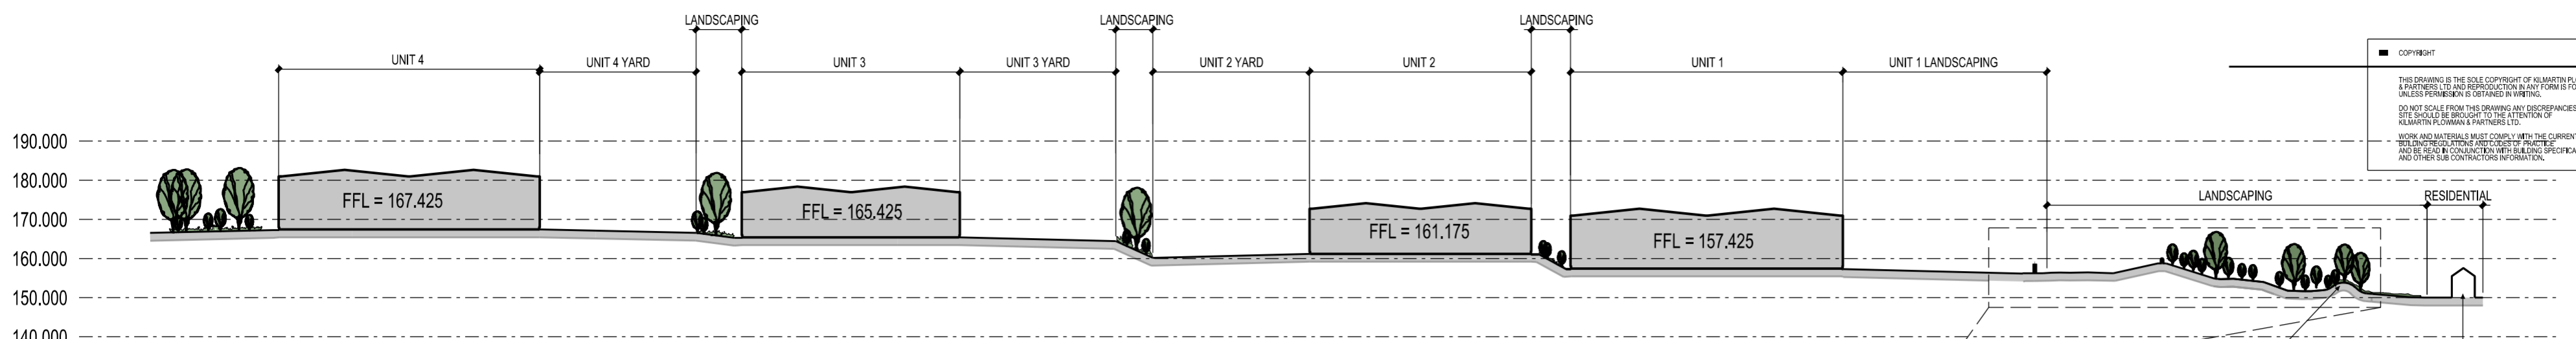 LANDSCAPING
LANDSCAPING
LANDSCAPING
UNIT 4
UNIT 4 YARD
UNIT 3
UNIT 3 YARD
UNIT 2 YARD
UNIT 2
UNIT 1
UNIT 1 LANDSCAPING
COPYRIGHT
THIS DRAWING IS THE SOLE COPYRIGHT OF KILMARTIN
& PARTNERS LTD AND REPRODUCTION IN ANY FORM IS
UNLESS PERMISSION IS OBTAINED IN WRITING.
DO NOT SCALE FROM THIS DRAWING ANY DISCREPANCIES
SITE SHOULD BE BROUGHT TO THE ATTENTION OF
KILMARTIN PLOWMAN & PARTNERS LTD.
WORK AND MATERIALS MUST COMPLY WITH THE CURRENT
BUILDING REGULATIONS AND CODES OF PRACTICE
AND BE READ IN CONJUNCTION WITH BUILDING
AND OTHER SUB CONTRACTORS INFORMATION.
190.000
180.000
170.000
160.000
150.000
140.000
FFL = 167.425
FFL = 165.425
FFL = 161.175
FFL = 157.425
LANDSCAPING
RESIDENTIAL